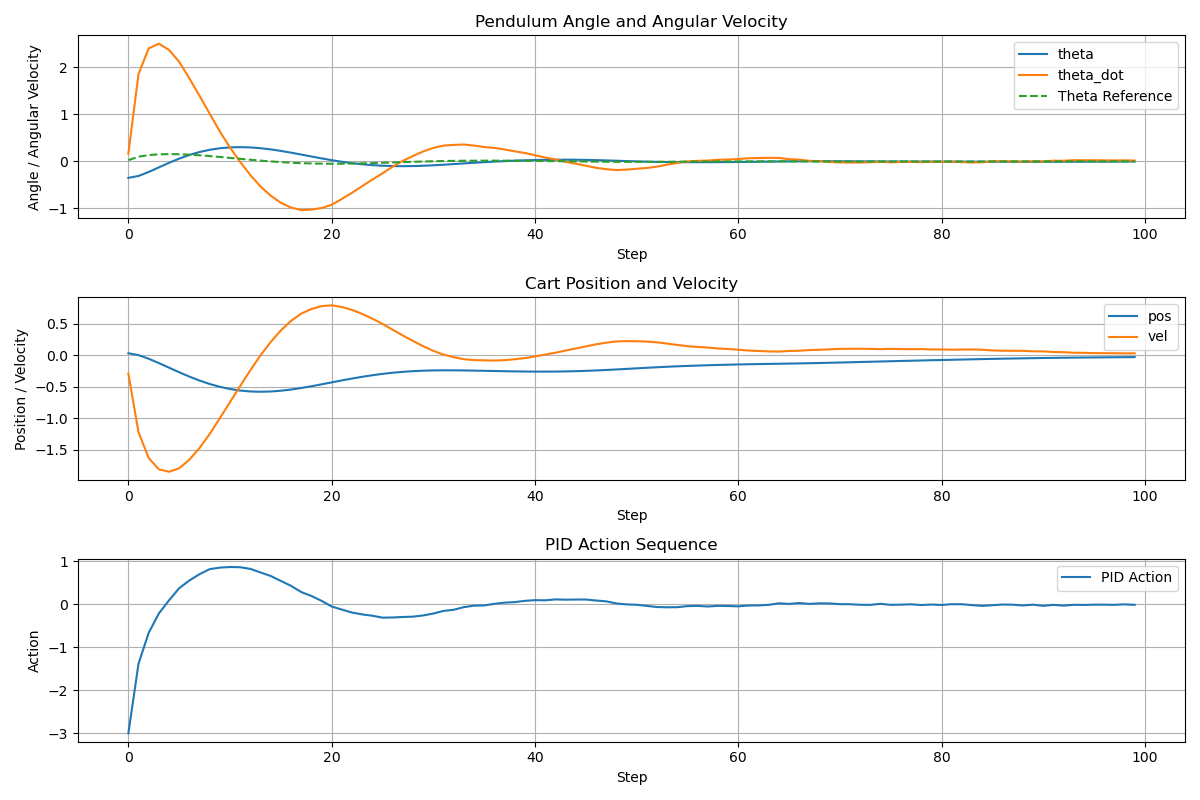 Pendulum Angle and Angular Velocity
Angle / Angular Velocity
2
1
0
−1
theta
theta_dot
Theta Reference
0 20 40 60 80 100
Step
Cart Position and Velocity
Position / Velocity
0.5
0.0
−0.5
−1.0
−1.5
pos
vel
0 20 40 60 80 100
Step
PID Action Sequence
Action
1
0
−1
−2
−3
PID Action
0 20 40 60 80 100
Step